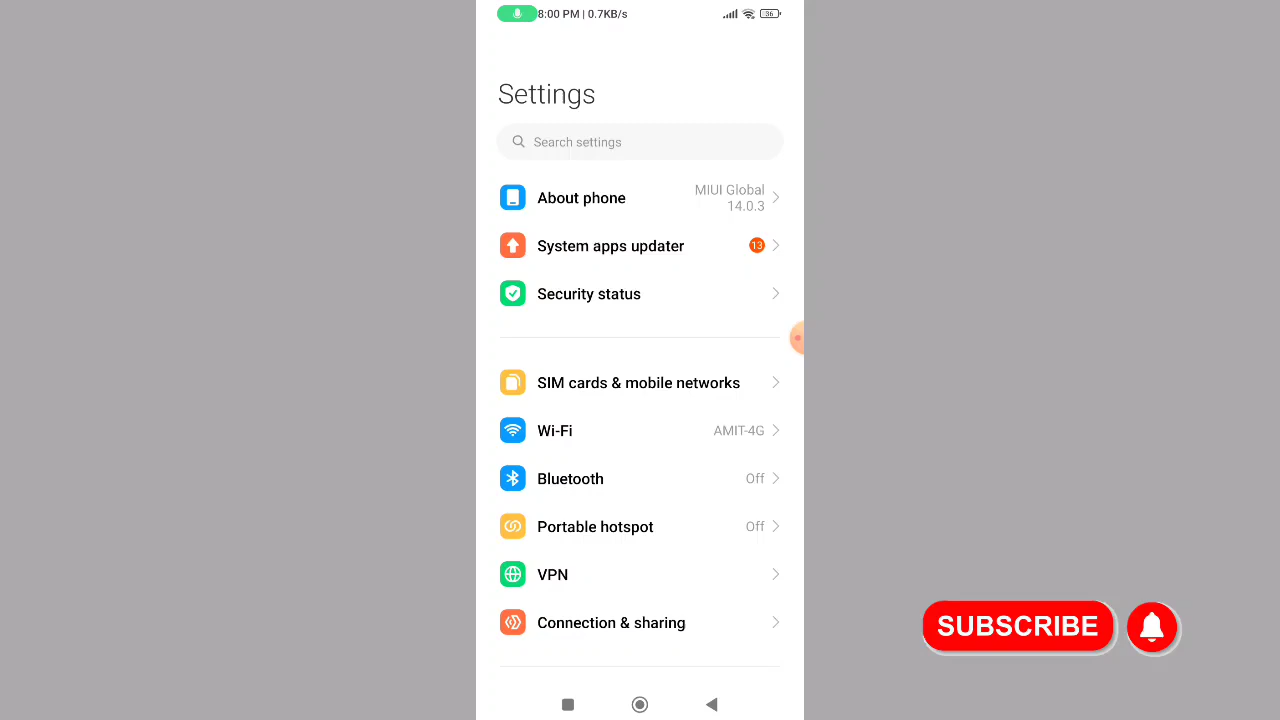 8:00 PM | 0.7KB/s
36
Settings
Search settings
About phone
MIUI Global
14.0.3
System apps updater
13
Security status
SIM cards & mobile networks
Wi-Fi
AMIT-4G
Bluetooth
Off
Portable hotspot
Off
VPN
Connection & sharing
SUBSCRIBE